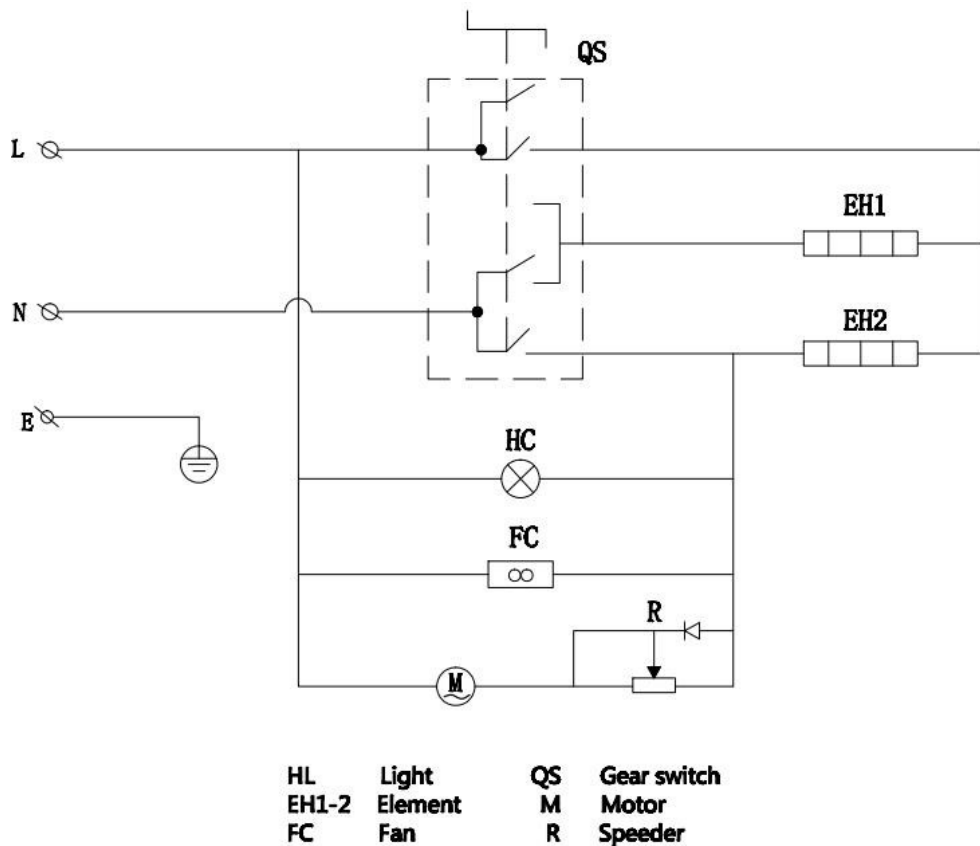 QS
L
EH1
N
EH2
E
HC
FC
R
M
HL Light QS Gear switch
EH1-2 Element M Motor
FC Fan R Speeder